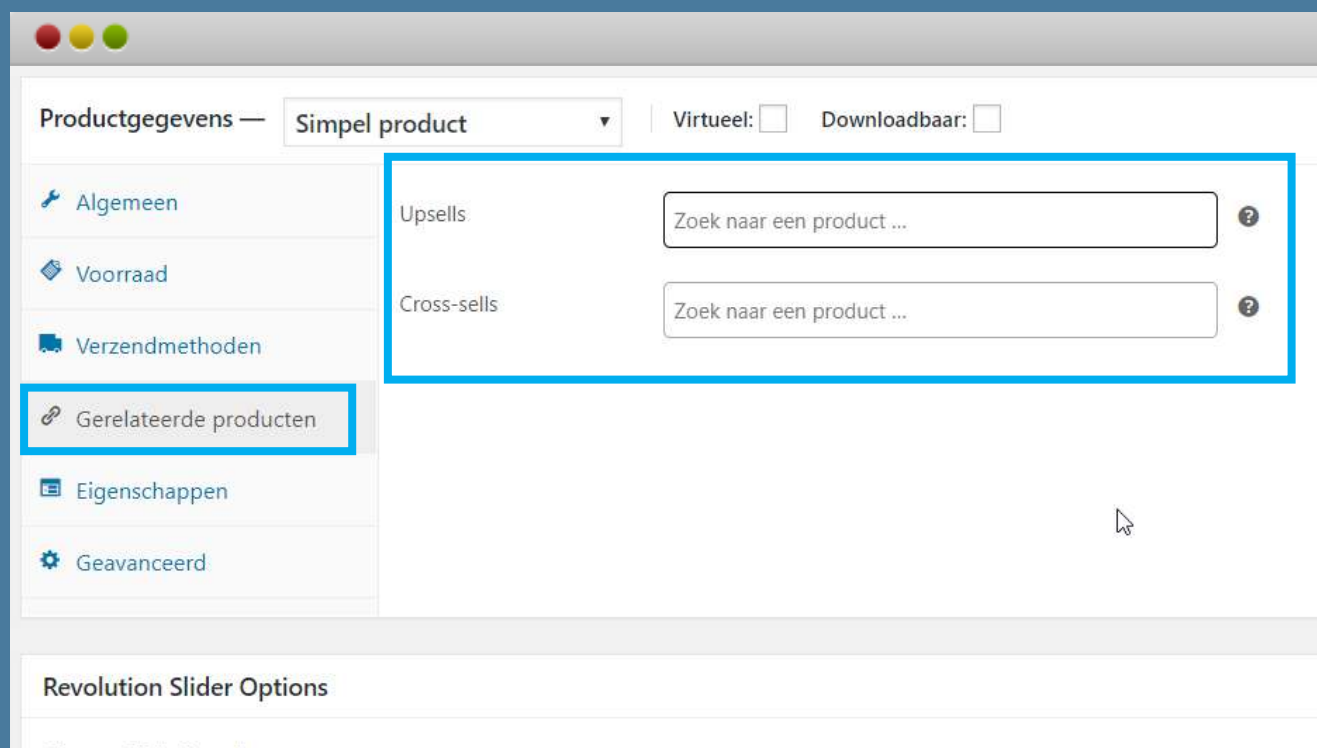 Productgegevens — Simpel product Virtueel: Downloadbaar:
Algemeen
Voorraad
Verzendmethoden
Gerelateerde producten
Eigenschappen
Geavanceerd
Upsells Zoek naar een product ...
Cross-sells Zoek naar een product ...
Revolution Slider Options